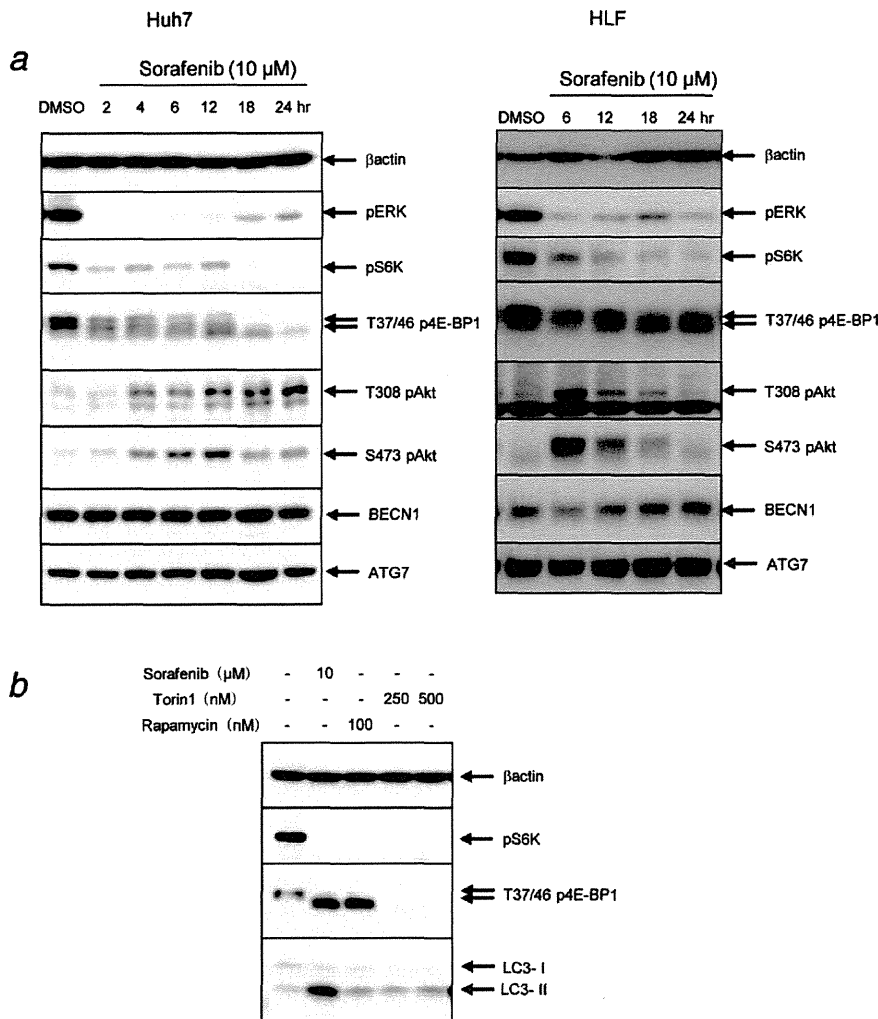 Huh7
HLF
a
Sorafenib (10 μM)
DMSO 2 4 6 12 18 24 hr
βactin
pERK
pS6K
T37/46 p4E-BP1
T308 pAkt
S473 pAkt
BECN1
ATG7
Sorafenib (10 μM)
DMSO 6 12 18 24 hr
βactin
pERK
pS6K
T37/46 p4E-BP1
T308 pAkt
S473 pAkt
BECN1
ATG7
b
Sorafenib (μM) - 10 - - -
Torin1 (nM) - - - 250 500
Rapamycin (nM) - - 100 - -
βactin
pS6K
T37/46 p4E-BP1
LC3- I
LC3- II